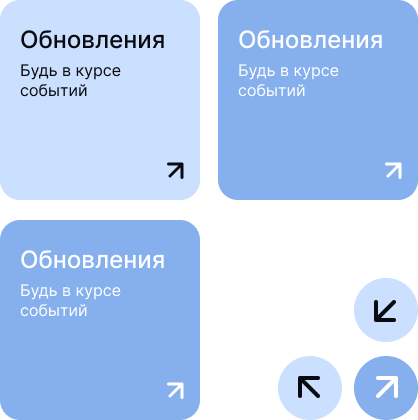 Обновления
Будь в курсе
событий
Обновления
Будь в курсе
событий
Обновления
Будь в курсе
событий